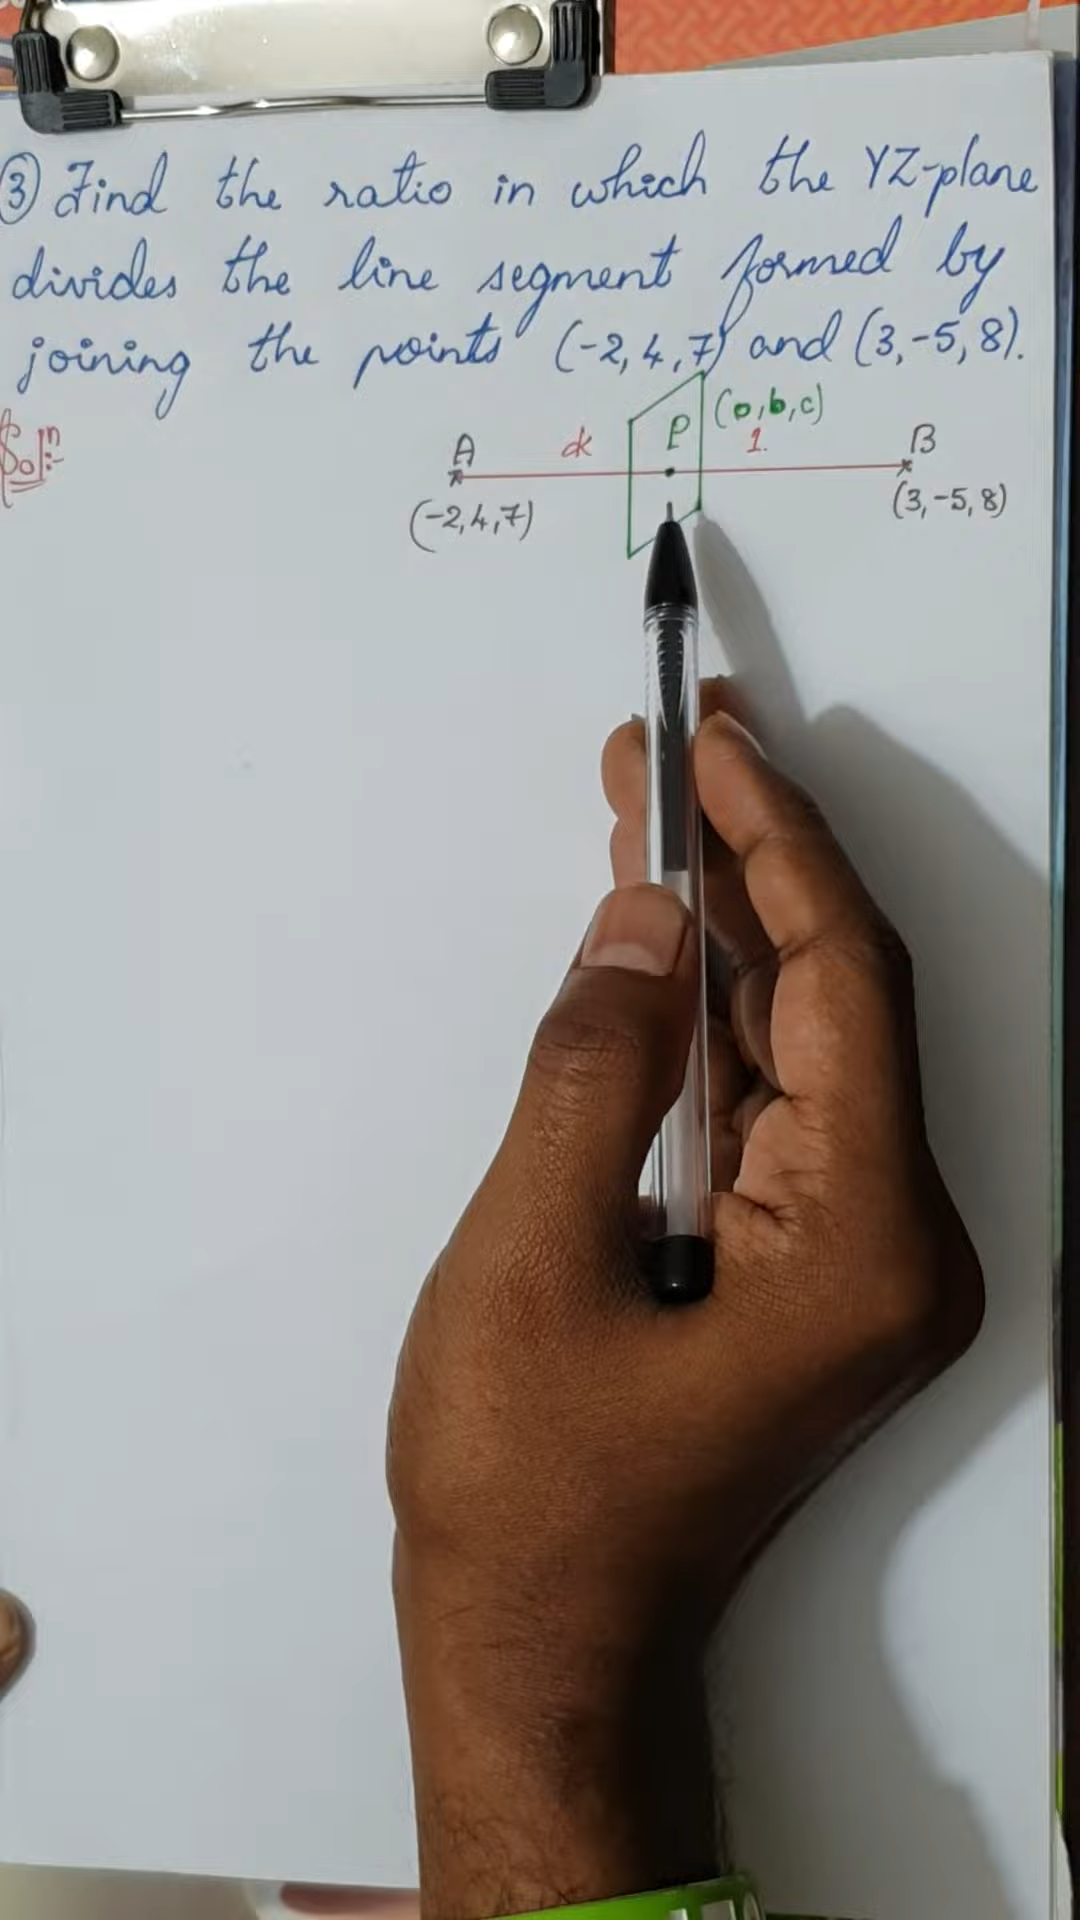 ③ Find the ratio in which the YZ-plane
divides the line segment formed by
joining the points (-2,4,7) and (3,-5,8).
Solⁿ:-
A k P (0,b,c) 1. B
(-2,4,7) (3,-5,8)